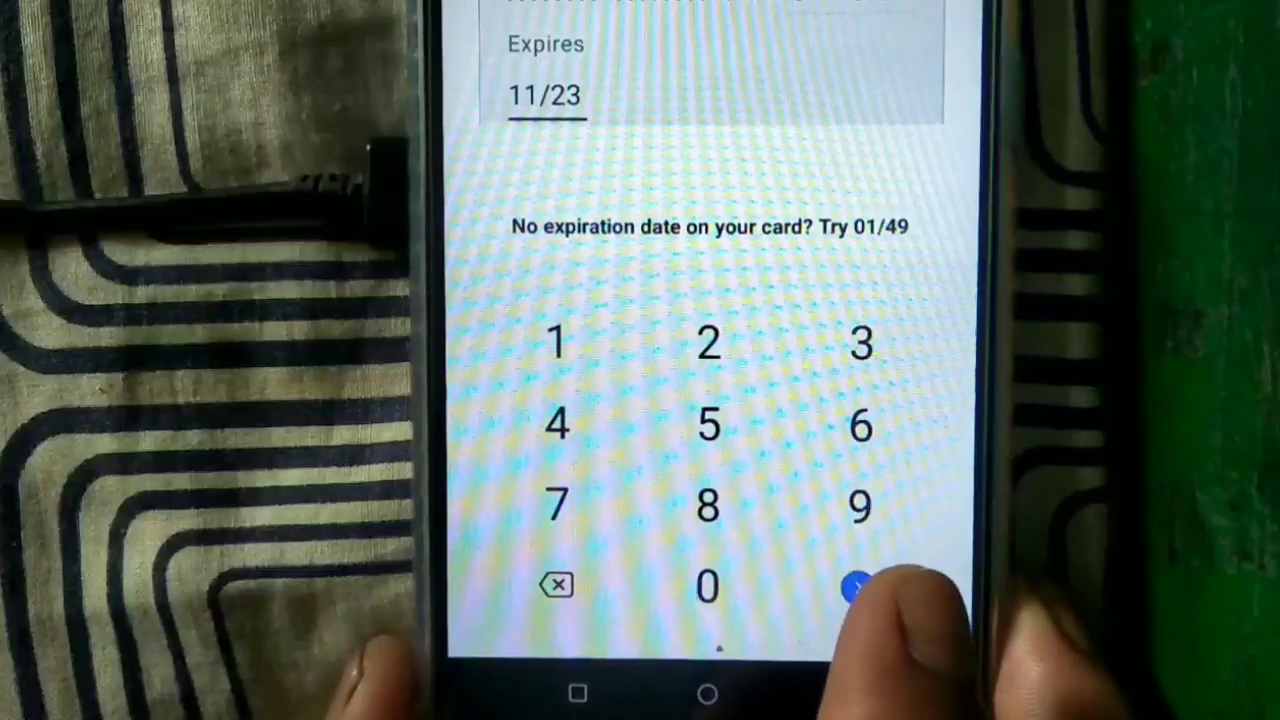 Expires
11/23
No expiration date on your card? Try 01/49
1 2 3
4 5 6
7 8 9
0